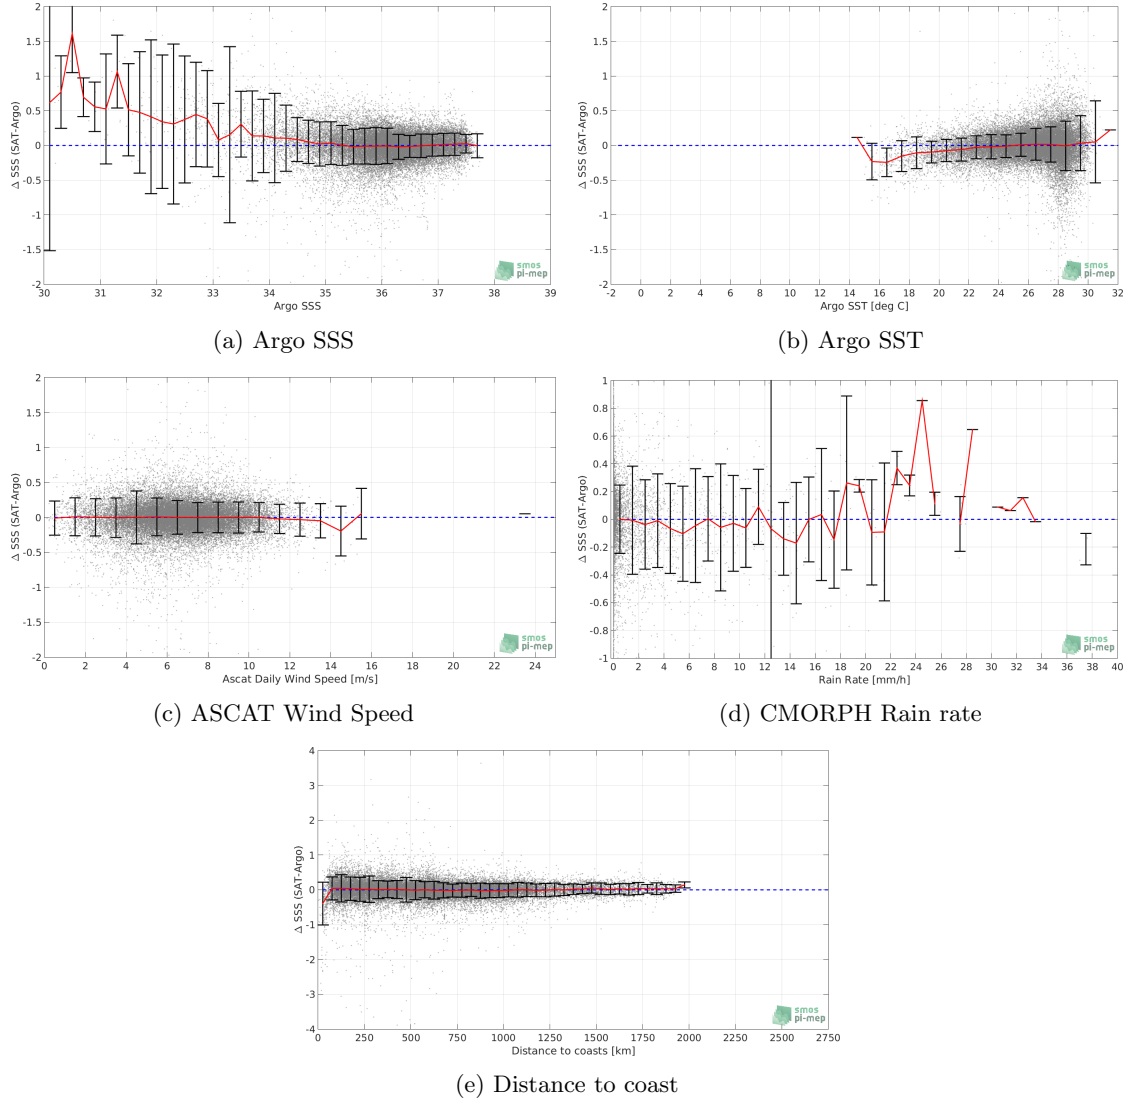 Δ SSS (SAT-Argo)
2
1.5
1
0.5
0
-0.5
-1
-1.5
-2
30 31 32 33 34 35 36 37 38 39
Argo SSS
smos
pi-mep
(a) Argo SSS
Δ SSS (SAT-Argo)
2
1.5
1
0.5
0
-0.5
-1
-1.5
-2
-2 0 2 4 6 8 10 12 14 16 18 20 22 24 26 28 30 32
Argo SST [deg C]
smos
pi-mep
(b) Argo SST
Δ SSS (SAT-Argo)
2
1.5
1
0.5
0
-0.5
-1
-1.5
-2
0 2 4 6 8 10 12 14 16 18 20 22 24
Ascat Daily Wind Speed [m/s]
smos
pi-mep
(c) ASCAT Wind Speed
Δ SSS (SAT-Argo)
1
0.8
0.6
0.4
0.2
0
-0.2
-0.4
-0.6
-0.8
-1
0 2 4 6 8 10 12 14 16 18 20 22 24 26 28 30 32 34 36 38 40
Rain Rate [mm/h]
smos
pi-mep
(d) CMORPH Rain rate
Δ SSS (SAT-Argo)
4
3
2
1
0
-1
-2
-3
-4
0 250 500 750 1000 1250 1500 1750 2000 2250 2500 2750
Distance to coasts [km]
smos
pi-mep
(e) Distance to coast